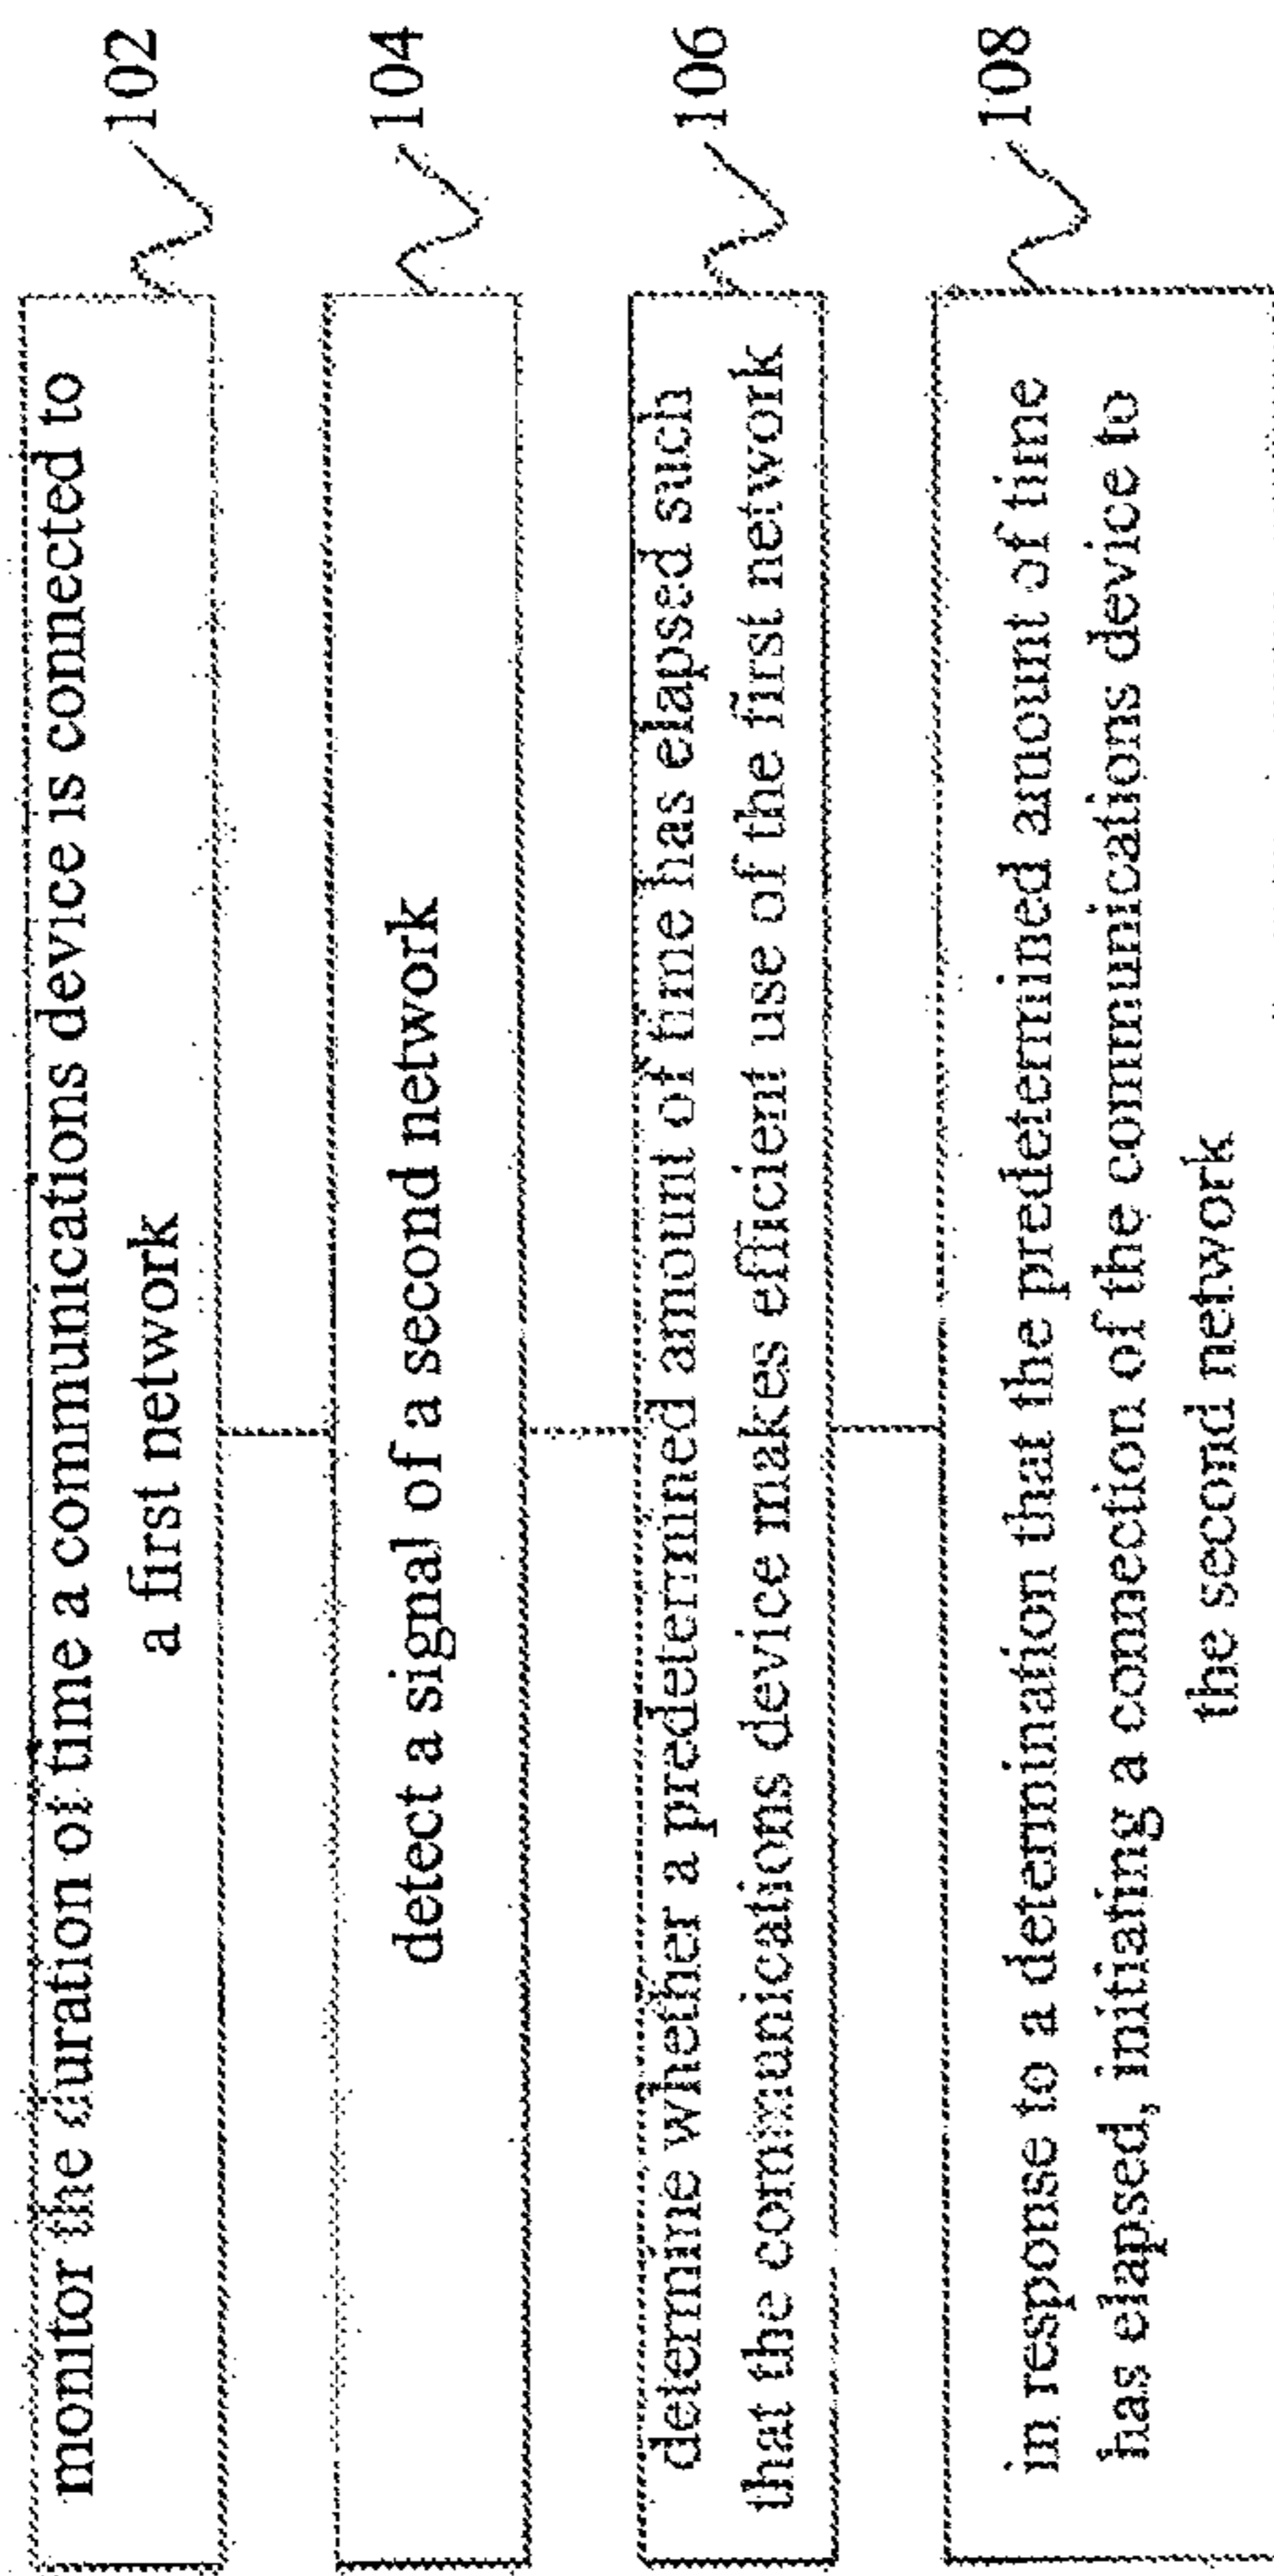 monitor the duration of time a communications device is connected to
a first network
102
detect a signal of a second network
104
determine whether a predetermined amount of time has elapsed such
that the communications device makes efficient use of the first network
106
in response to a determination that the predetermined amount of time
has elapsed, initiating a connection of the communications device to
the second network
108